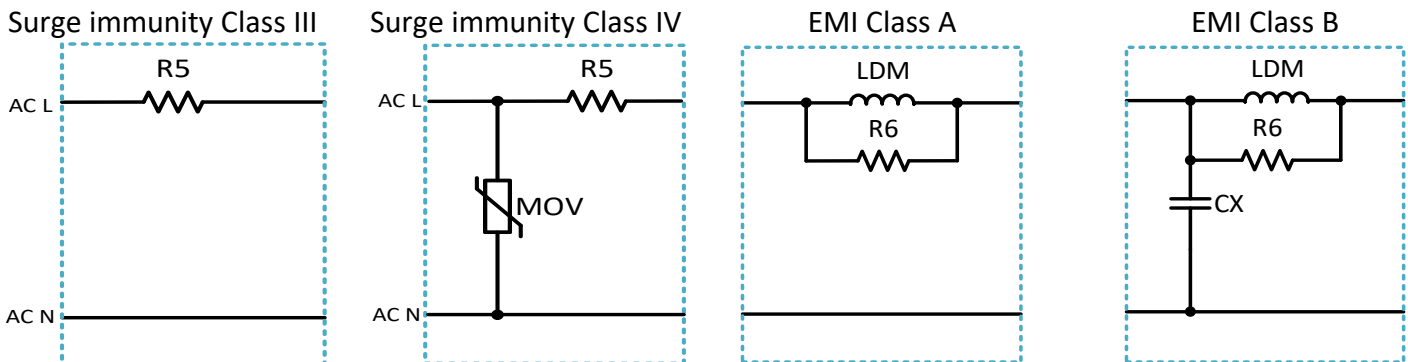 Surge immunity Class III
R5
AC L
AC N
Surge immunity Class IV
R5
AC L
MOV
AC N
EMI Class A
LDM
R6
EMI Class B
LDM
R6
CX